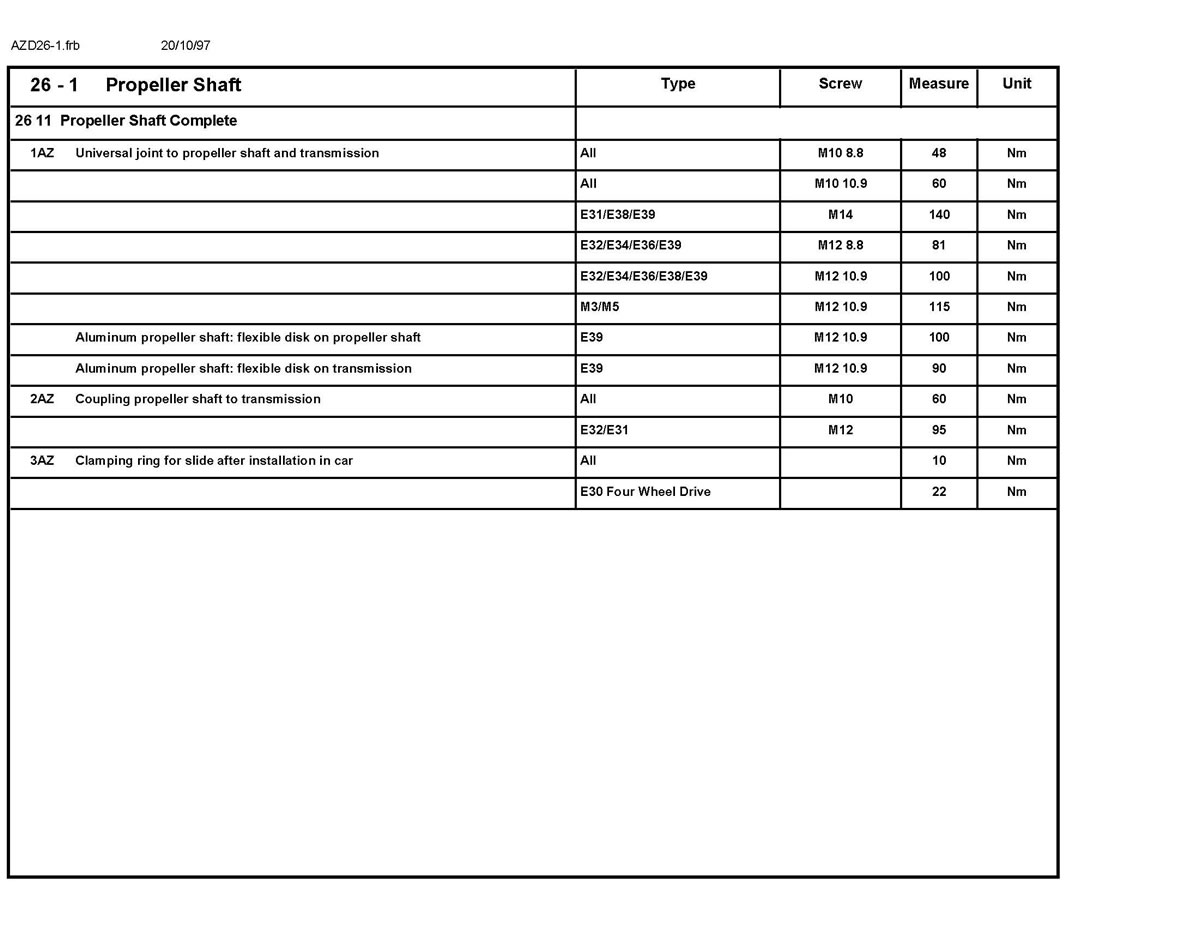 AZD26-1.frb 20/10/97
26 - 1 Propeller Shaft Type Screw Measure Unit
26 11 Propeller Shaft Complete
1AZ Universal joint to propeller shaft and transmission All M10 8.8 48 Nm
All M10 10.9 60 Nm
E31/E38/E39 M14 140 Nm
E32/E34/E36/E39 M12 8.8 81 Nm
E32/E34/E36/E38/E39 M12 10.9 100 Nm
M3/M5 M12 10.9 115 Nm
Aluminum propeller shaft: flexible disk on propeller shaft E39 M12 10.9 100 Nm
Aluminum propeller shaft: flexible disk on transmission E39 M12 10.9 90 Nm
2AZ Coupling propeller shaft to transmission All M10 60 Nm
E32/E31 M12 95 Nm
3AZ Clamping ring for slide after installation in car All 10 Nm
E30 Four Wheel Drive 22 Nm